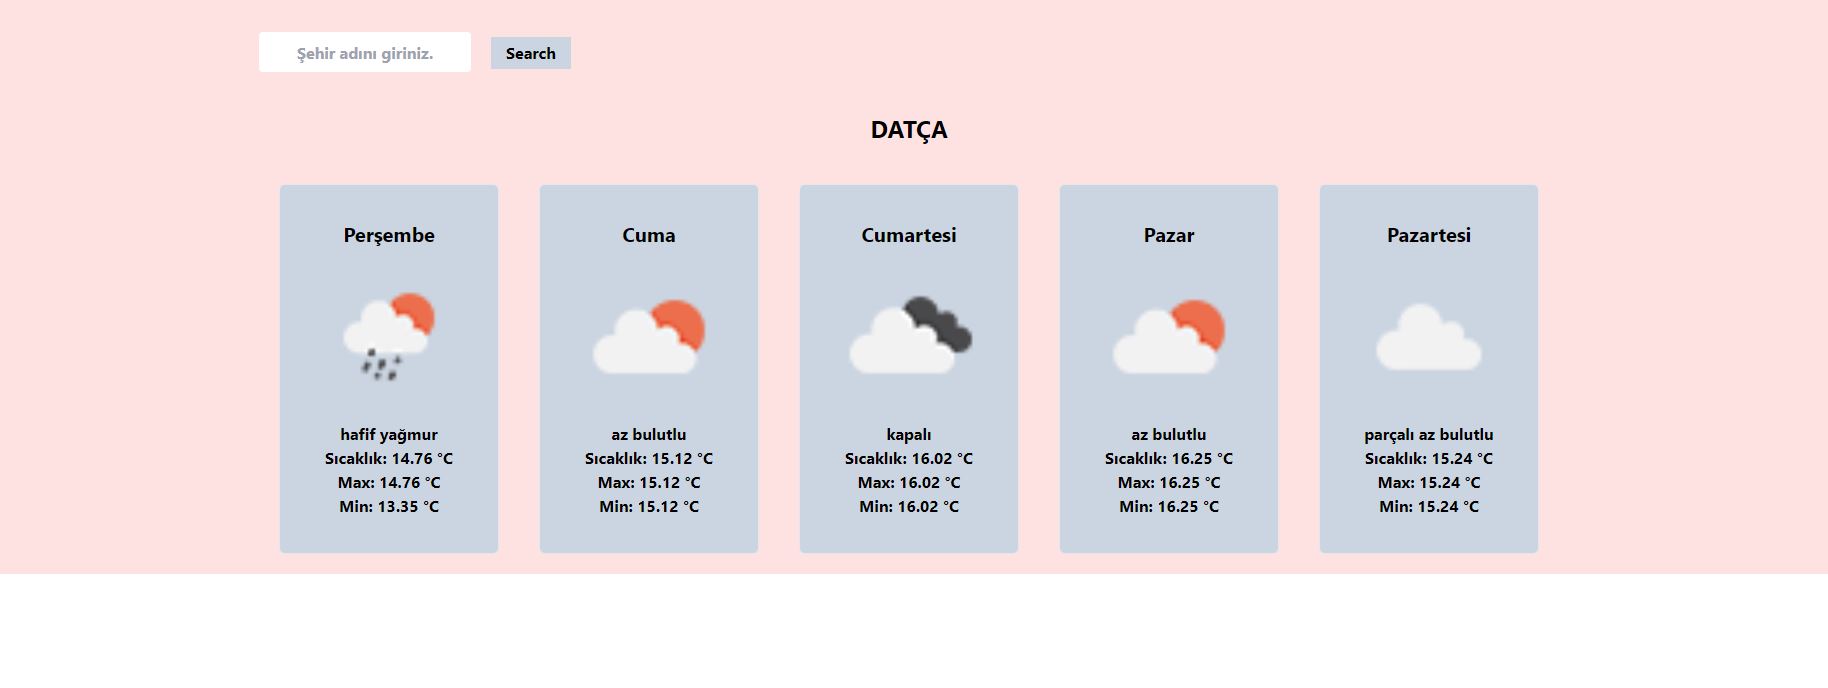 Şehir adını giriniz.
Search
DATÇA
Perşembe
hafif yağmur
Sıcaklık: 14.76 °C
Max: 14.76 °C
Min: 13.35 °C
Cuma
az bulutlu
Sıcaklık: 15.12 °C
Max: 15.12 °C
Min: 15.12 °C
Cumartesi
kapalı
Sıcaklık: 16.02 °C
Max: 16.02 °C
Min: 16.02 °C
Pazar
az bulutlu
Sıcaklık: 16.25 °C
Max: 16.25 °C
Min: 16.25 °C
Pazartesi
parçalı az bulutlu
Sıcaklık: 15.24 °C
Max: 15.24 °C
Min: 15.24 °C